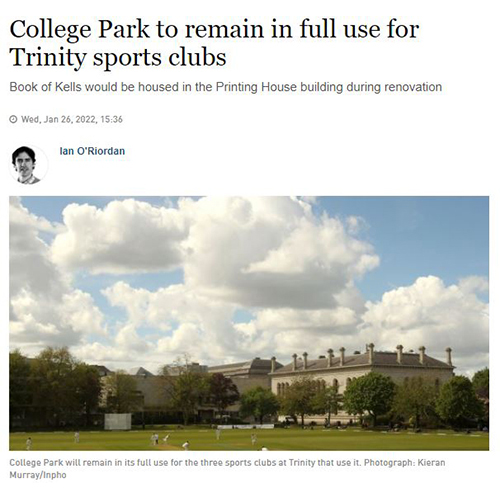 College Park to remain in full use for
Trinity sports clubs
Book of Kells would be housed in the Printing House building during renovation
Wed, Jan 26, 2022, 15:36
Ian O'Riordan
College Park will remain in its full use for the three sports clubs at Trinity that use it. Photograph: Kieran
Murray/Inpho